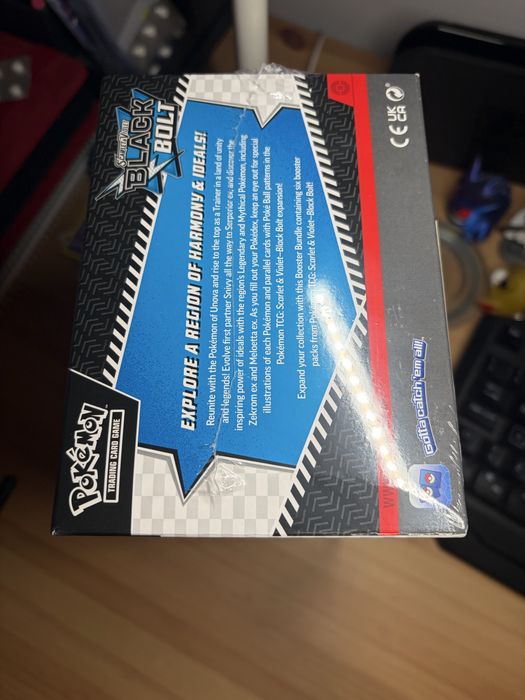 Pokémon
TRADING CARD GAME
SCARLET & VIOLET
BLACK
BOLT
EXPLORE A REGION OF HARMONY & IDEALS!
Reunite with the Pokémon of Unova and rise to the top as a Trainer in a land of unity
and legends! Evolve first partner Snivy all the way to Serperior ex, and discover the
inspiring power of ideals with the region's Legendary and Mythical Pokémon, including
Zekrom ex and Meloetta ex. As you fill out your Pokédex, keep an eye out for special
illustrations of each Pokémon and parallel cards with Poké Ball patterns in the
Pokémon TCG: Scarlet & Violet—Black Bolt expansion!
Expand your collection with this Booster Bundle containing six booster
packs from Pokémon TCG: Scarlet & Violet—Black Bolt!
WW
Gotta catch 'em all!
CE
UK
CA